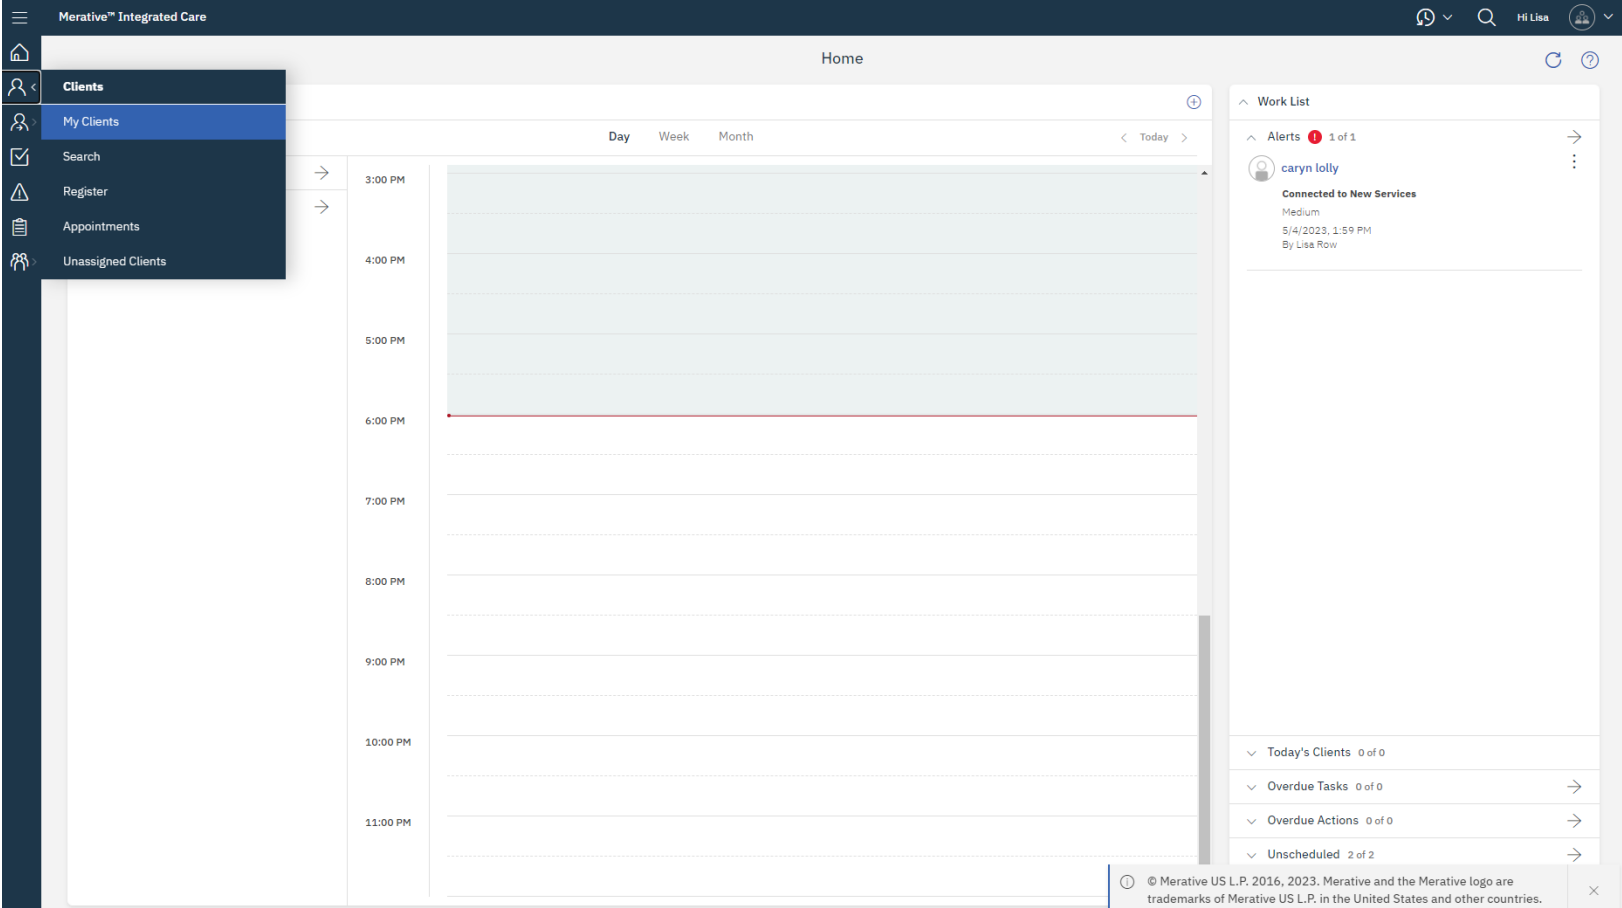 Merative™ Integrated Care
Hi Lisa
Home
Clients
My Clients
Search
Register
Appointments
Unassigned Clients
Day Week Month
Today
3:00 PM
4:00 PM
5:00 PM
6:00 PM
7:00 PM
8:00 PM
9:00 PM
10:00 PM
11:00 PM
Work List
Alerts ! 1 of 1
caryn lolly
Connected to New Services
Medium
5/4/2023, 1:59 PM
By Lisa Row
Today's Clients 0 of 0
Overdue Tasks 0 of 0
Overdue Actions 0 of 0
Unscheduled 2 of 2
© Merative US L.P. 2016, 2023. Merative and the Merative logo are
trademarks of Merative US L.P. in the United States and other countries.